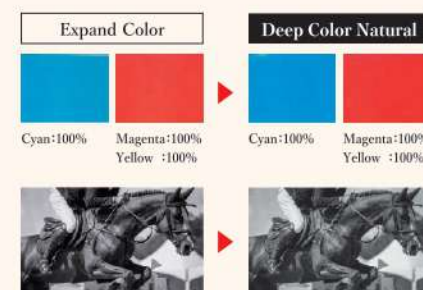 Expand Color
Deep Color Natural
Cyan:100%
Magenta:100%
Yellow :100%
Cyan:100%
Magenta:100%
Yellow :100%